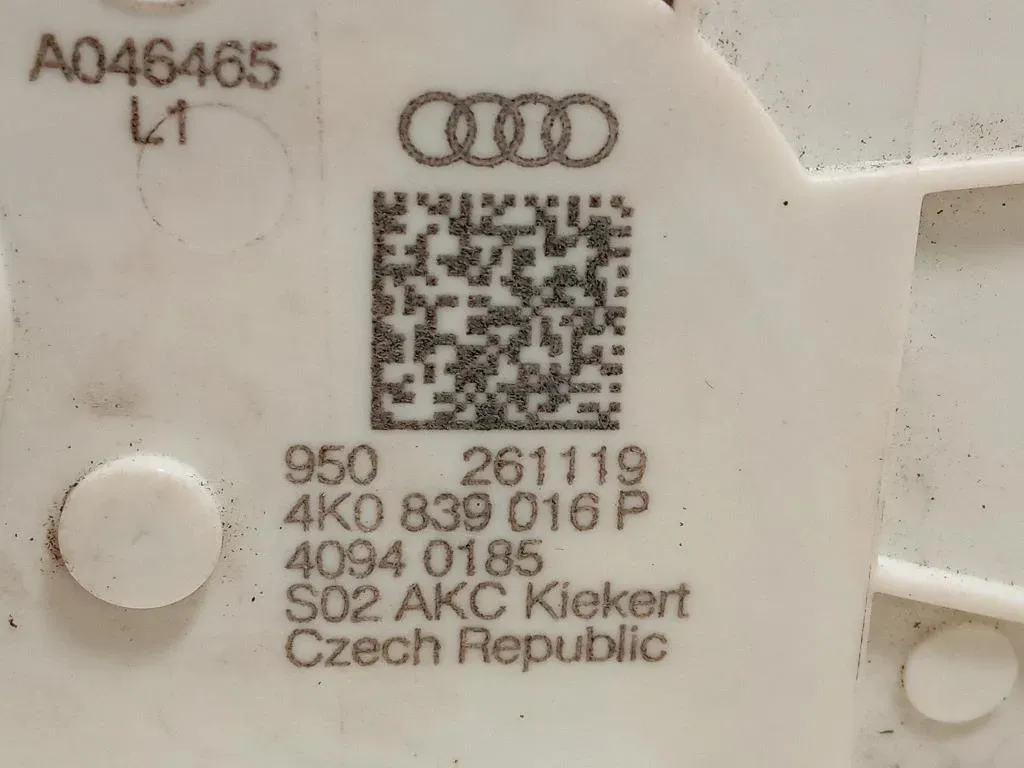 A046465
L1
950 261119
4K0 839 016 P
4094 0185
S02 AKC Kiekert
Czech Republic